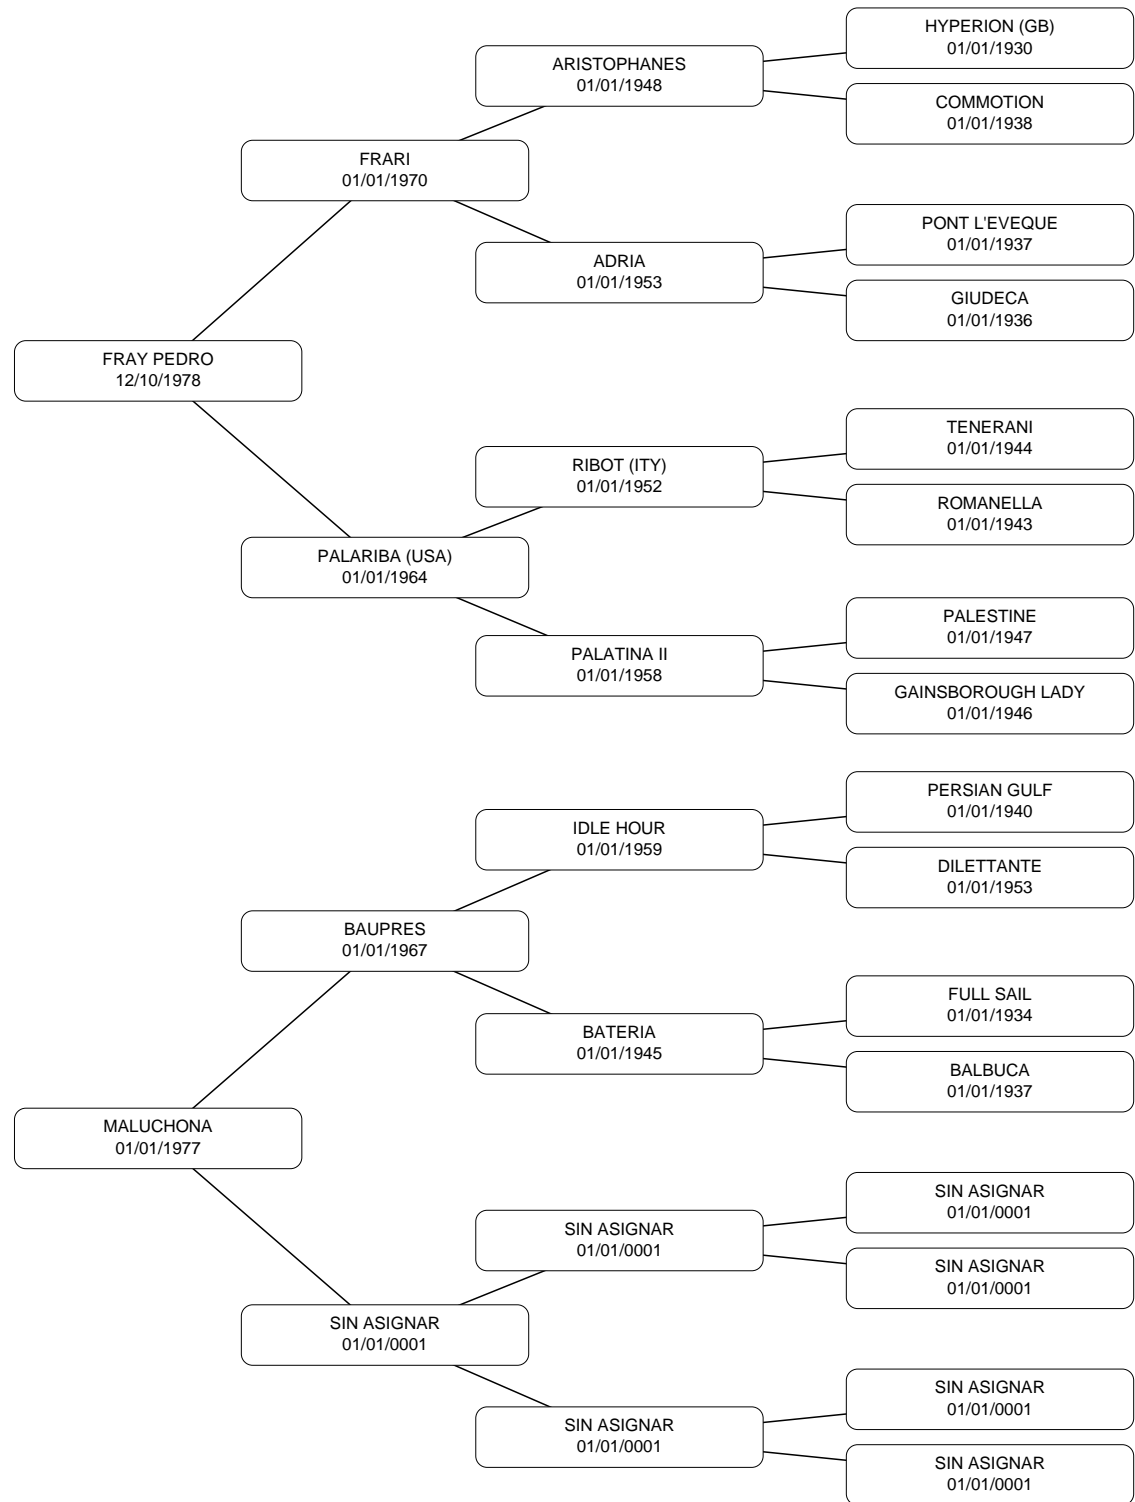 HYPERION (GB)
01/01/1930
ARISTOPHANES
01/01/1948
COMMOTION
01/01/1938
FRARI
01/01/1970
PONT L'EVEQUE
01/01/1937
ADRIA
01/01/1953
GIUDECA
01/01/1936
FRAY PEDRO
12/10/1978
TENERANI
01/01/1944
RIBOT (ITY)
01/01/1952
ROMANELLA
01/01/1943
PALARIBA (USA)
01/01/1964
PALESTINE
01/01/1947
PALATINA II
01/01/1958
GAINSBOROUGH LADY
01/01/1946
PERSIAN GULF
01/01/1940
IDLE HOUR
01/01/1959
DILETTANTE
01/01/1953
BAUPRES
01/01/1967
FULL SAIL
01/01/1934
BATERIA
01/01/1945
BALBUCA
01/01/1937
MALUCHONA
01/01/1977
SIN ASIGNAR
01/01/0001
SIN ASIGNAR
01/01/0001
SIN ASIGNAR
01/01/0001
SIN ASIGNAR
01/01/0001
SIN ASIGNAR
01/01/0001
SIN ASIGNAR
01/01/0001
SIN ASIGNAR
01/01/0001